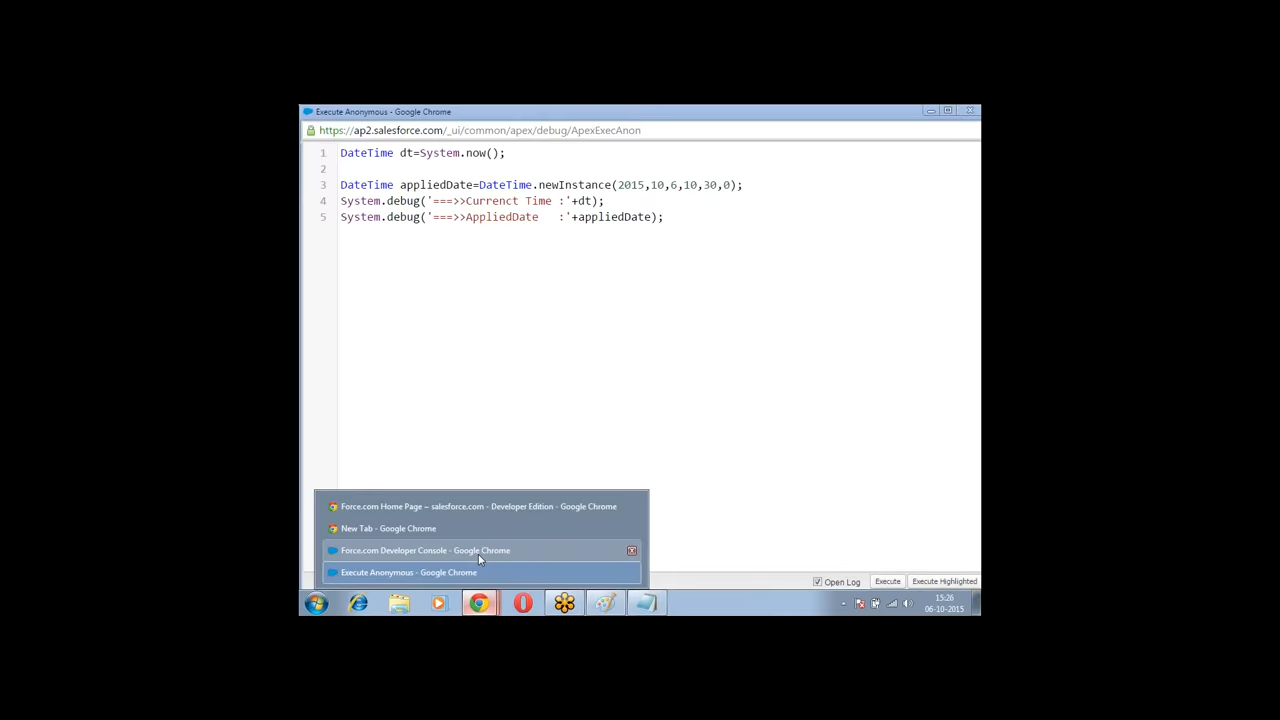 Execute Anonymous - Google Chrome
https://ap2.salesforce.com/_ui/common/apex/debug/ApexExecAnon
1 DateTime dt=System.now();
2
3 DateTime appliedDate=DateTime.newInstance(2015,10,6,10,30,0);
4 System.debug('===>>Currenct Time :'+dt);
5 System.debug('===>>AppliedDate   :'+appliedDate);
Force.com Home Page ~ salesforce.com - Developer Edition - Google Chrome
New Tab - Google Chrome
Force.com Developer Console - Google Chrome
Execute Anonymous - Google Chrome
Open Log Execute Execute Highlighted
15:26
06-10-2015